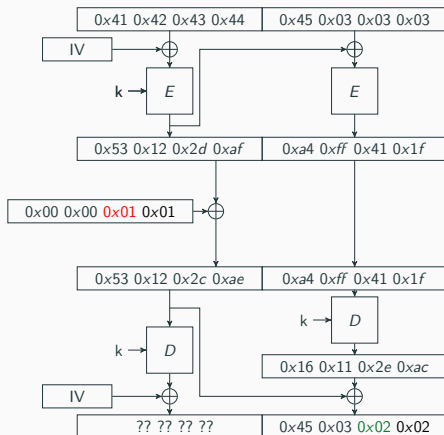 0x41 0x42 0x43 0x44 0x45 0x03 0x03 0x03
IV
k E E
0x53 0x12 0x2d 0xaf 0xa4 0xff 0x41 0x1f
0x00 0x00 0x01 0x01
0x53 0x12 0x2c 0xae 0xa4 0xff 0x41 0x1f
k D
k D
0x16 0x11 0x2e 0xac
IV
?? ?? ?? ?? 0x45 0x03 0x02 0x02